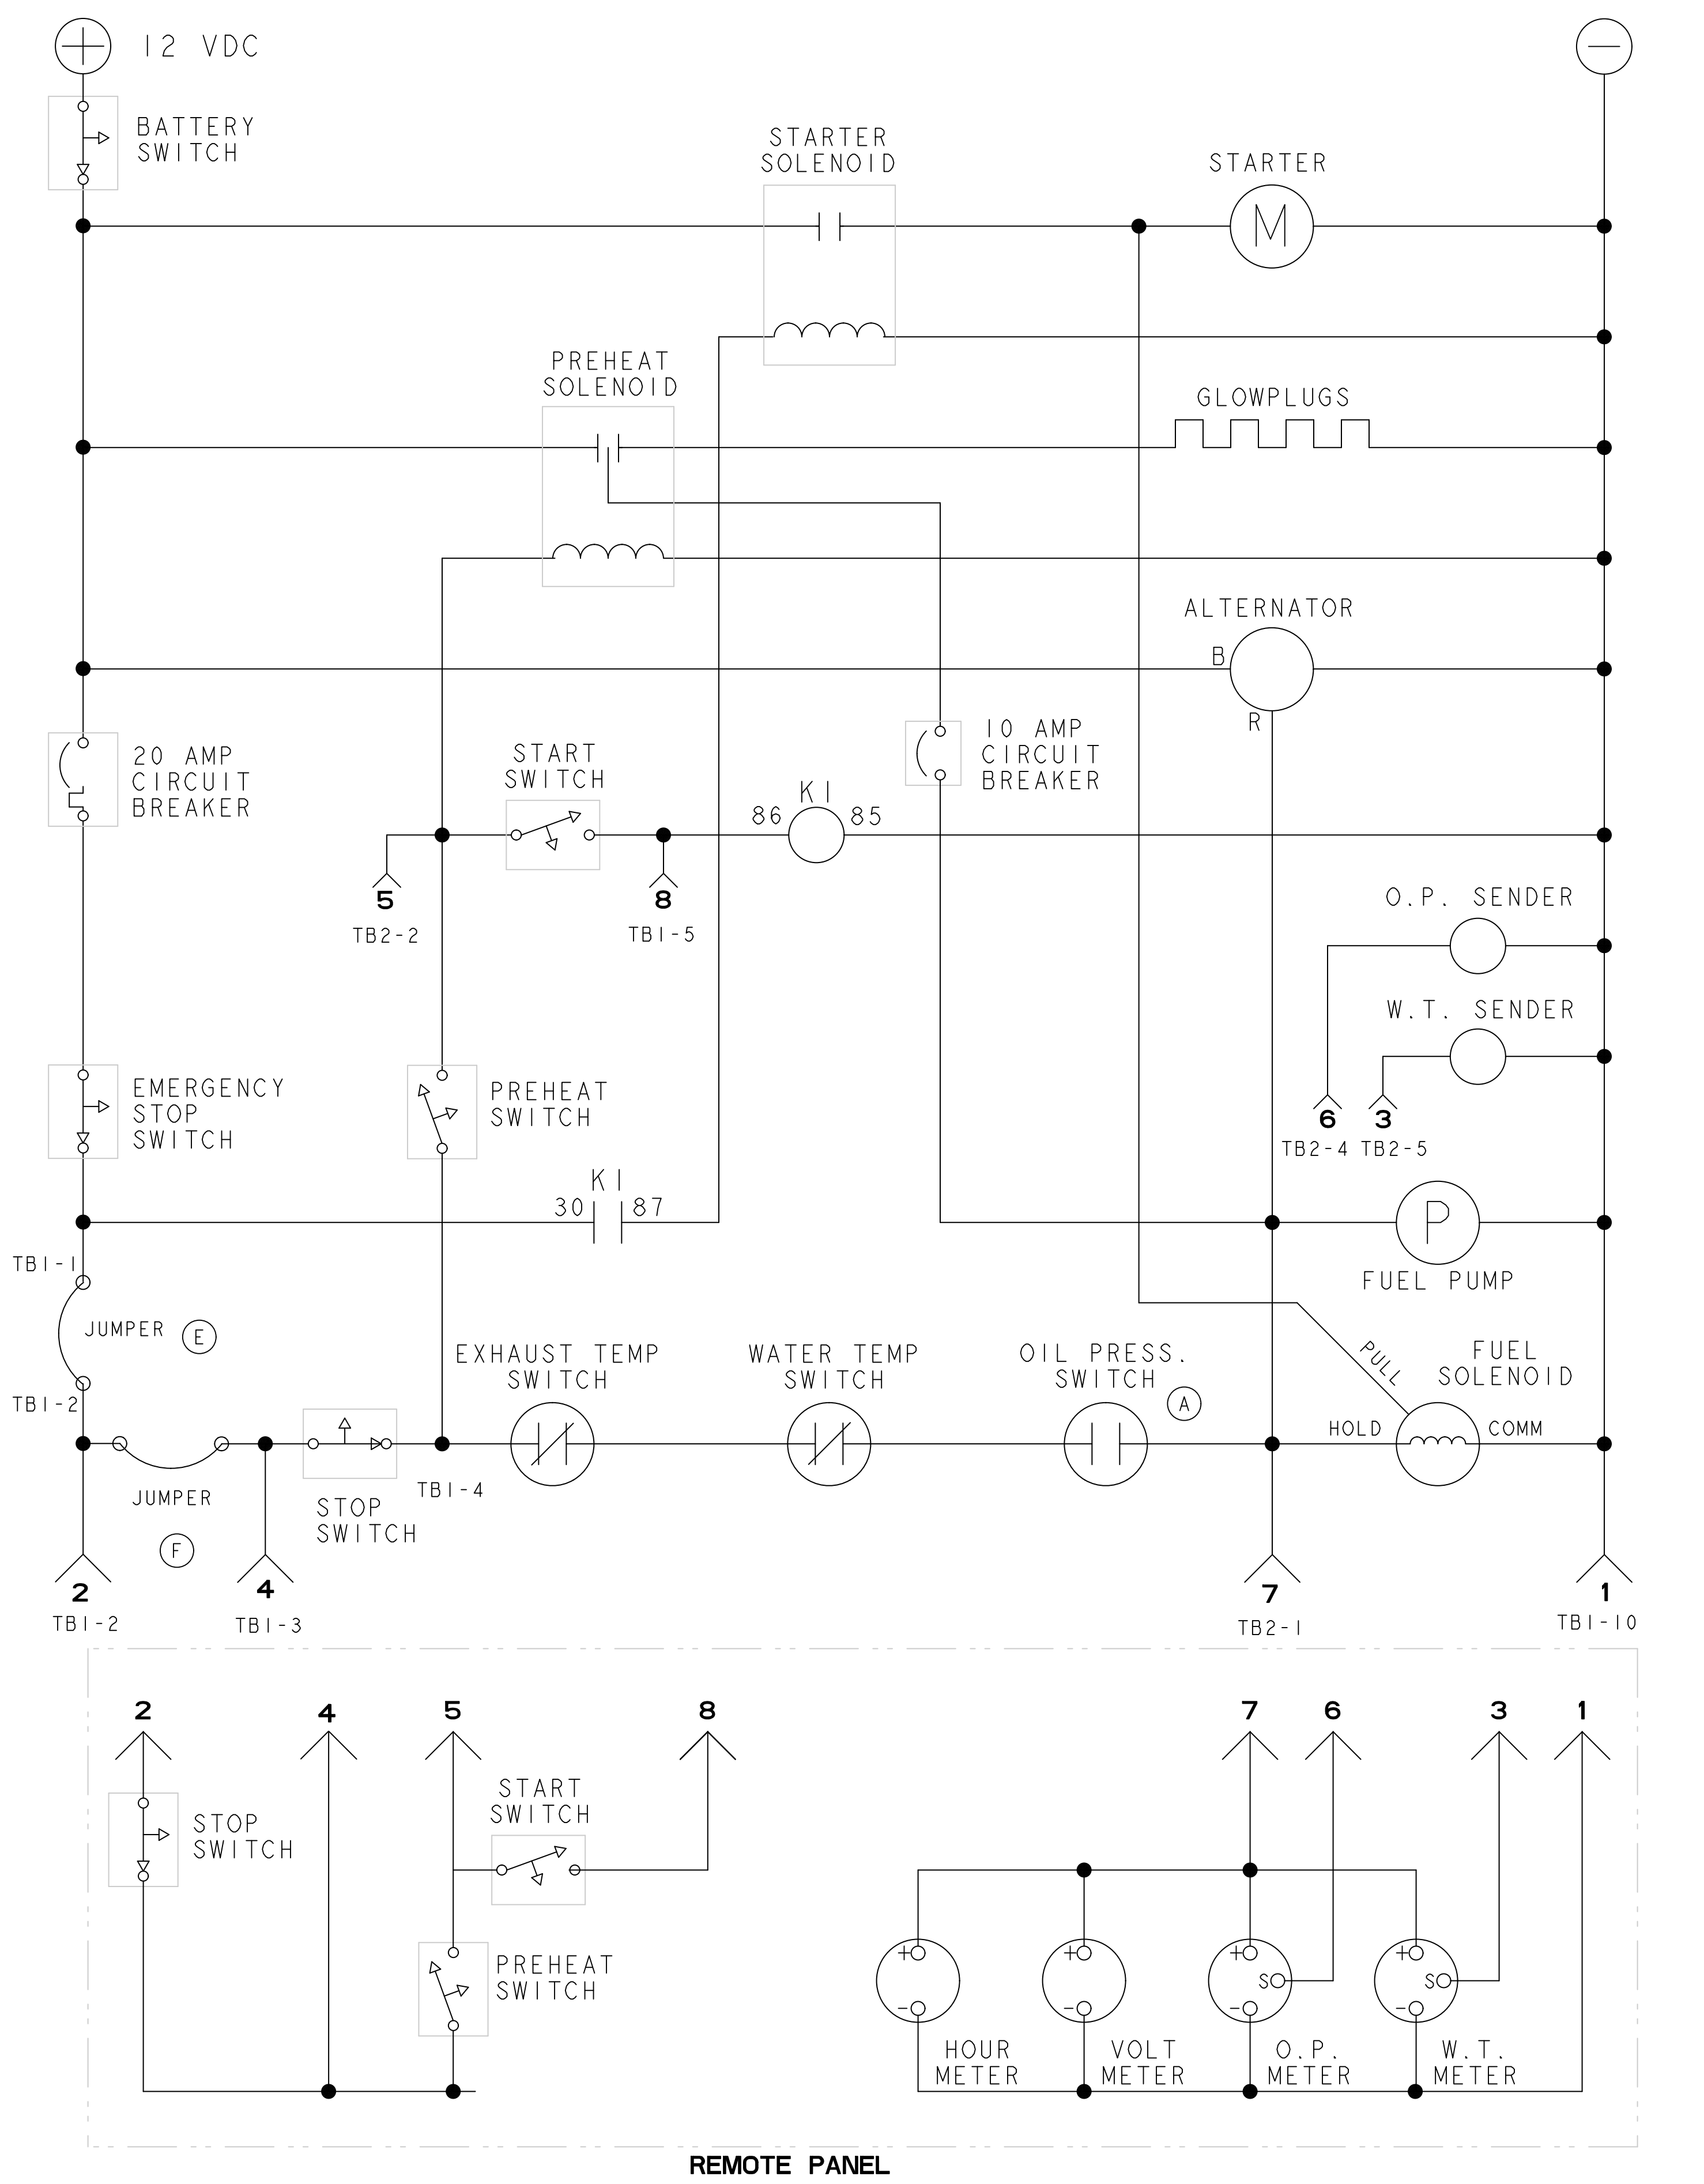 12 VDC
BATTERY
SWITCH
STARTER
SOLENOID
STARTER
M
PREHEAT
SOLENOID
GLOWPLUGS
ALTERNATOR
B
R
20 AMP
CIRCUIT
BREAKER
START
SWITCH
K1
86
85
10 AMP
CIRCUIT
BREAKER
5
TB2-2
8
TB1-5
O.P. SENDER
W.T. SENDER
6
3
TB2-4
TB2-5
EMERGENCY
STOP
SWITCH
PREHEAT
SWITCH
K1
30
87
P
FUEL PUMP
TB1-1
JUMPER
E
TB1-2
EXHAUST TEMP
SWITCH
WATER TEMP
SWITCH
OIL PRESS.
SWITCH
A
PULL
FUEL
SOLENOID
HOLD
COMM
JUMPER
F
STOP
SWITCH
TB1-4
2
TB1-2
4
TB1-3
7
TB2-1
1
TB1-10
2
4
5
8
7
6
3
1
STOP
SWITCH
START
SWITCH
PREHEAT
SWITCH
+
+
+
+
S
S
-
-
-
-
HOUR
METER
VOLT
METER
O.P.
METER
W.T.
METER
REMOTE PANEL